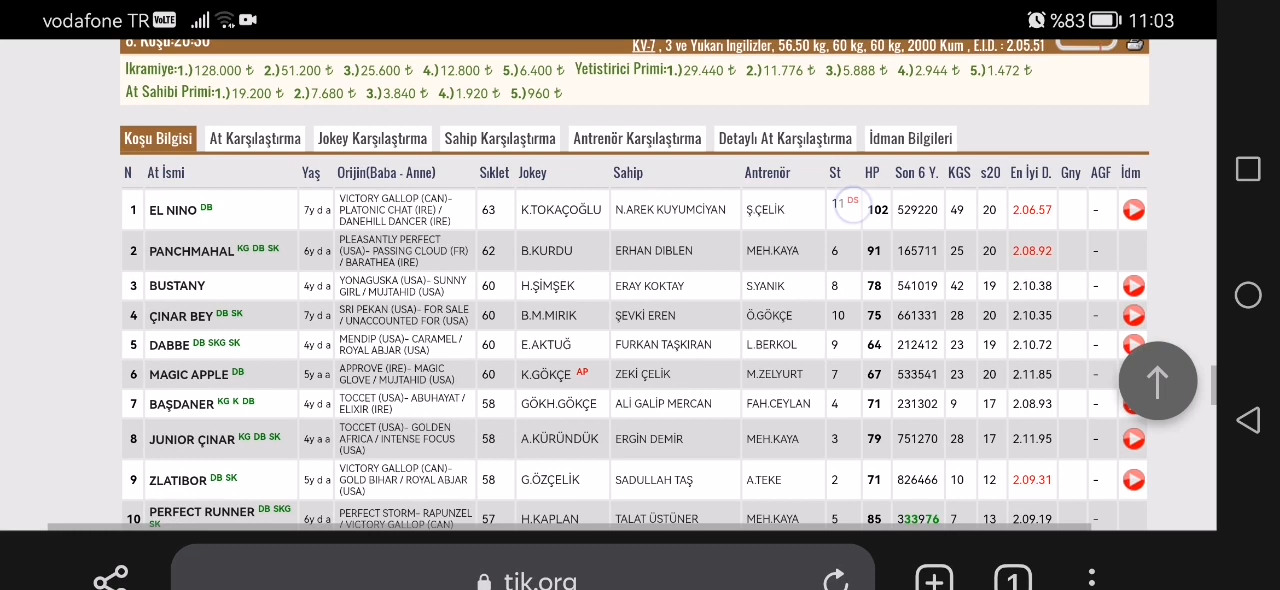 vodafone TR VoLTE %83 11:03
8. Koşu:20:30 KV-7 , 3 ve Yukarı İngilizler, 56.50 kg, 60 kg, 60 kg, 2000 Kum , E.İ.D. : 2.05.51
İkramiye:1.)128.000 ₺ 2.)51.200 ₺ 3.)25.600 ₺ 4.)12.800 ₺ 5.)6.400 ₺ Yetiştirici Primi:1.)29.440 ₺ 2.)11.776 ₺ 3.)5.888 ₺ 4.)2.944 ₺ 5.)1.472 ₺
At Sahibi Primi:1.)19.200 ₺ 2.)7.680 ₺ 3.)3.840 ₺ 4.)1.920 ₺ 5.)960 ₺
Koşu Bilgisi At Karşılaştırma Jokey Karşılaştırma Sahip Karşılaştırma Antrenör Karşılaştırma Detaylı At Karşılaştırma İdman Bilgileri
N At İsmi Yaş Orijin(Baba - Anne) Sıklet Jokey Sahip Antrenör St HP Son 6 Y. KGS s20 En İyi D. Gny AGF İdm
1 EL NINO DB 7y d a VICTORY GALLOP (CAN)- PLATONIC CHAT (IRE) / DANEHILL DANCER (IRE) 63 K.TOKAÇOĞLU N.AREK KUYUMCİYAN Ş.ÇELİK 11 DS 102 529220 49 20 2.06.57 -
2 PANCHMAHAL KG DB SK 6y d a PLEASANTLY PERFECT (USA)- PASSING CLOUD (FR) / BARATHEA (IRE) 62 B.KURDU ERHAN DIBLEN MEH.KAYA 6 91 165711 25 20 2.08.92 -
3 BUSTANY 4y d a YONAGUSKA (USA)- SUNNY GIRL / MUJTAHID (USA) 60 H.ŞİMŞEK ERAY KOKTAY S.YANIK 8 78 541019 42 19 2.10.38 -
4 ÇINAR BEY DB SK 7y d a SRI PEKAN (USA)- FOR SALE / UNACCOUNTED FOR (USA) 60 B.M.MIRIK ŞEVKİ EREN Ö.GÖKÇE 10 75 661331 28 20 2.10.35 -
5 DABBE DB SKG SK 4y d a MENDIP (USA)- CARAMEL / ROYAL ABJAR (USA) 60 E.AKTUĞ FURKAN TAŞKIRAN L.BERKOL 9 64 212412 23 19 2.10.72 -
6 MAGIC APPLE DB 5y a a APPROVE (IRE)- MAGIC GLOVE / MUJTAHID (USA) 60 K.GÖKÇE AP ZEKİ ÇELİK M.ZELYURT 7 67 533541 23 20 2.11.85 -
7 BAŞDANER KG K DB 4y d a TOCCET (USA)- ABUHAYAT / ELIXIR (IRE) 58 GÖKH.GÖKÇE ALİ GALİP MERCAN FAH.CEYLAN 4 71 231302 9 17 2.08.93 -
8 JUNIOR ÇINAR KG DB SK 4y a a TOCCET (USA)- GOLDEN AFRICA / INTENSE FOCUS (USA) 58 A.KÜRÜNDÜK ERGİN DEMİR MEH.KAYA 3 79 751270 28 17 2.11.95 -
9 ZLATIBOR DB SK 5y d a VICTORY GALLOP (CAN)- GOLD BIHAR / ROYAL ABJAR (USA) 58 G.ÖZÇELİK SADULLAH TAŞ A.TEKE 2 71 826466 10 12 2.09.31 -
10 PERFECT RUNNER DB SKG SK 6y d a PERFECT STORM- RAPUNZEL / VICTORY GALLOP (CAN) 57 H.KAPLAN TALAT ÜSTÜNER MEH.KAYA 5 85 333976 7 13 2.09.19 -
tjk.org 1